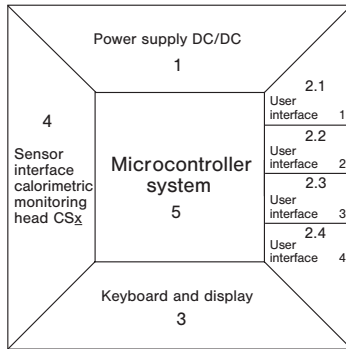 Power supply DC/DC
1
4
Sensor
interface
calorimetric
monitoring
head CSx
Microcontroller
system
5
2.1
User
interface 1
2.2
User
interface 2
2.3
User
interface 3
2.4
User
interface 4
Keyboard and display
3